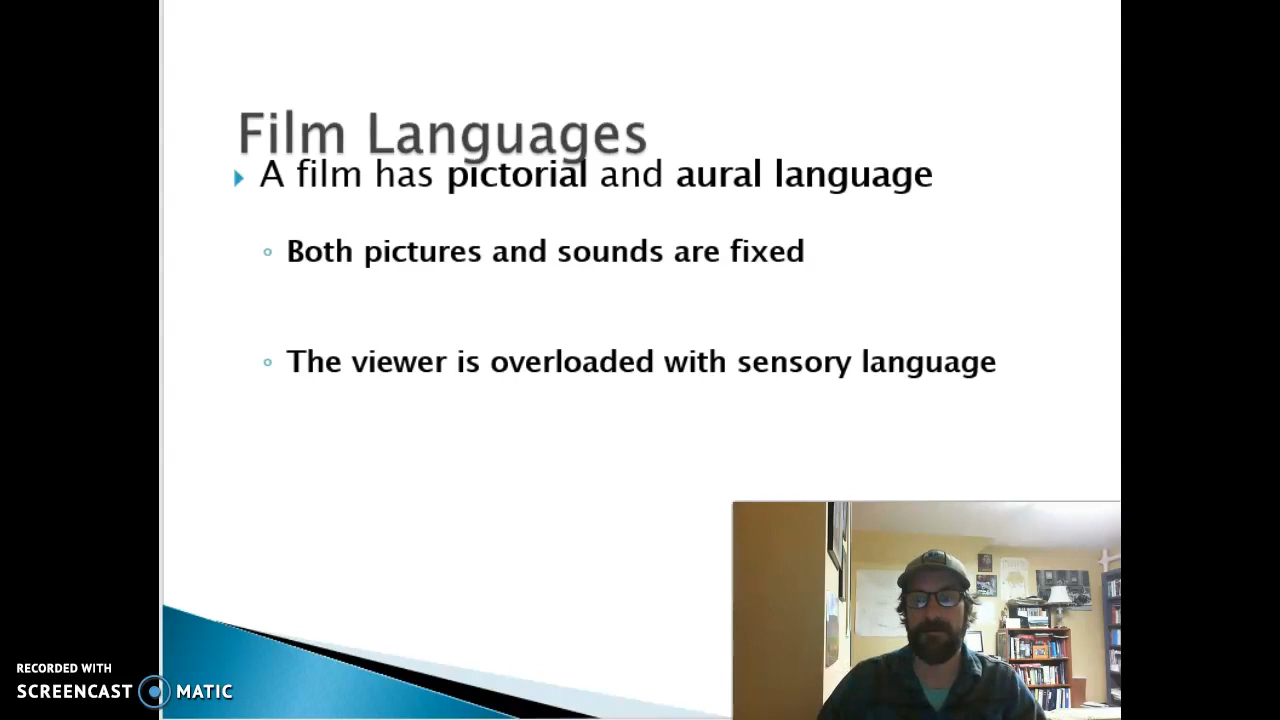 Film Languages
A film has pictorial and aural language
Both pictures and sounds are fixed
The viewer is overloaded with sensory language
RECORDED WITH
SCREENCAST MATIC